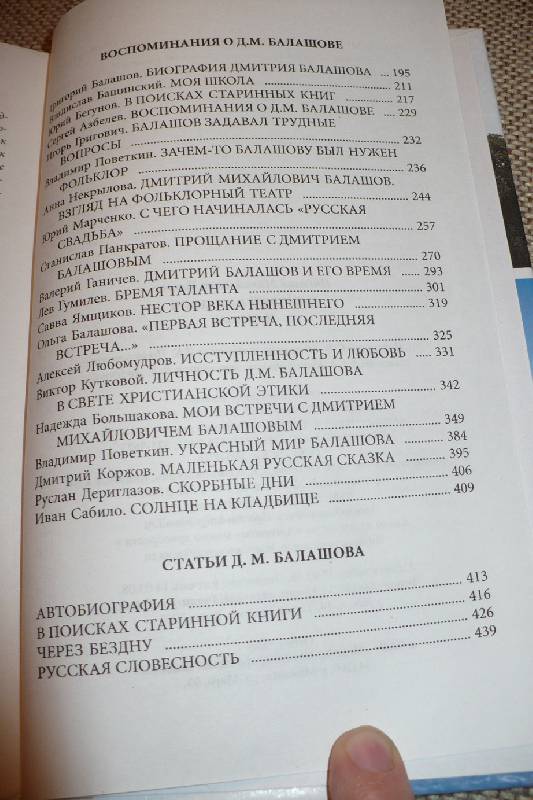 ВОСПОМИНАНИЯ О Д.М. БАЛАШОВЕ
Григорий Балашов. БИОГРАФИЯ ДМИТРИЯ БАЛАШОВА ... 195
Владислав Бащинский. МОЯ ШКОЛА ... 211
Юрий Бегунов. В ПОИСКАХ СТАРИННЫХ КНИГ ... 217
Сергей Азбелев. ВОСПОМИНАНИЯ О Д.М. БАЛАШОВЕ ... 229
Игорь Григович. БАЛАШОВ ЗАДАВАЛ ТРУДНЫЕ
ВОПРОСЫ ... 232
Владимир Поветкин. ЗАЧЕМ-ТО БАЛАШОВУ БЫЛ НУЖЕН
ФОЛЬКЛОР ... 236
Анна Некрылова. ДМИТРИЙ МИХАЙЛОВИЧ БАЛАШОВ.
ВЗГЛЯД НА ФОЛЬКЛОРНЫЙ ТЕАТР ... 244
Юрий Марченко. С ЧЕГО НАЧИНАЛАСЬ «РУССКАЯ
СВАДЬБА» ... 257
Станислав Панкратов. ПРОЩАНИЕ С ДМИТРИЕМ
БАЛАШОВЫМ ... 270
Валерий Ганичев. ДМИТРИЙ БАЛАШОВ И ЕГО ВРЕМЯ ... 293
Лев Гумилев. БРЕМЯ ТАЛАНТА ... 301
Савва Ямщиков. НЕСТОР ВЕКА НЫНЕШНЕГО ... 319
Ольга Балашова. «ПЕРВАЯ ВСТРЕЧА, ПОСЛЕДНЯЯ
ВСТРЕЧА...» ... 325
Алексей Любомудров. ИССТУПЛЕННОСТЬ И ЛЮБОВЬ ... 331
Виктор Кутковой. ЛИЧНОСТЬ Д.М. БАЛАШОВА
В СВЕТЕ ХРИСТИАНСКОЙ ЭТИКИ ... 342
Надежда Большакова. МОИ ВСТРЕЧИ С ДМИТРИЕМ
МИХАЙЛОВИЧЕМ БАЛАШОВЫМ ... 349
Владимир Поветкин. УКРАСНЫЙ МИР БАЛАШОВА ... 384
Дмитрий Коржов. МАЛЕНЬКАЯ РУССКАЯ СКАЗКА ... 395
Руслан Дериглазов. СКОРБНЫЕ ДНИ ... 406
Иван Сабило. СОЛНЦЕ НА КЛАДБИЩЕ ... 409
СТАТЬИ Д. М. БАЛАШОВА
АВТОБИОГРАФИЯ ... 413
В ПОИСКАХ СТАРИННОЙ КНИГИ ... 416
ЧЕРЕЗ БЕЗДНУ ... 426
РУССКАЯ СЛОВЕСНОСТЬ ... 439